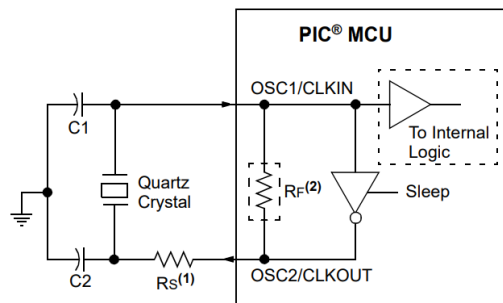 PIC® MCU
OSC1/CLKIN
C1
To Internal
Logic
Quartz
Crystal
RF(2)
Sleep
C2
RS(1)
OSC2/CLKOUT